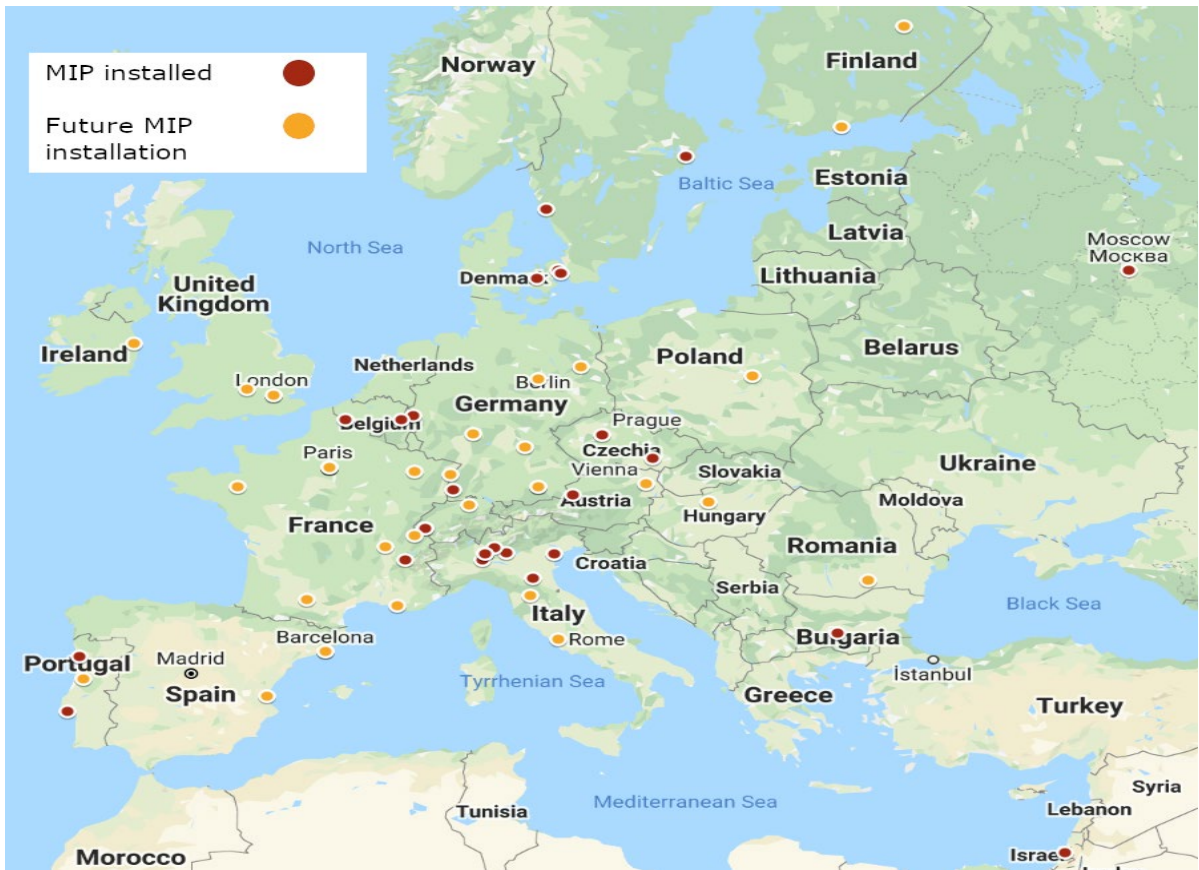 MIP installed
Future MIP
installation
Norway
Finland
Baltic Sea
Estonia
North Sea
Latvia
Moscow
Москва
Denmark
Lithuania
United
Kingdom
Ireland
Netherlands
Poland
Belarus
London
Berlin
Germany
Belgium
Prague
Paris
Czechia
Vienna
Slovakia
Ukraine
Austria
Moldova
France
Hungary
Romania
Croatia
Serbia
Italy
Black Sea
Barcelona
Rome
Bulgaria
Portugal
Madrid
İstanbul
Spain
Tyrrhenian Sea
Greece
Turkey
Syria
Mediterranean Sea
Tunisia
Lebanon
Morocco
Israel